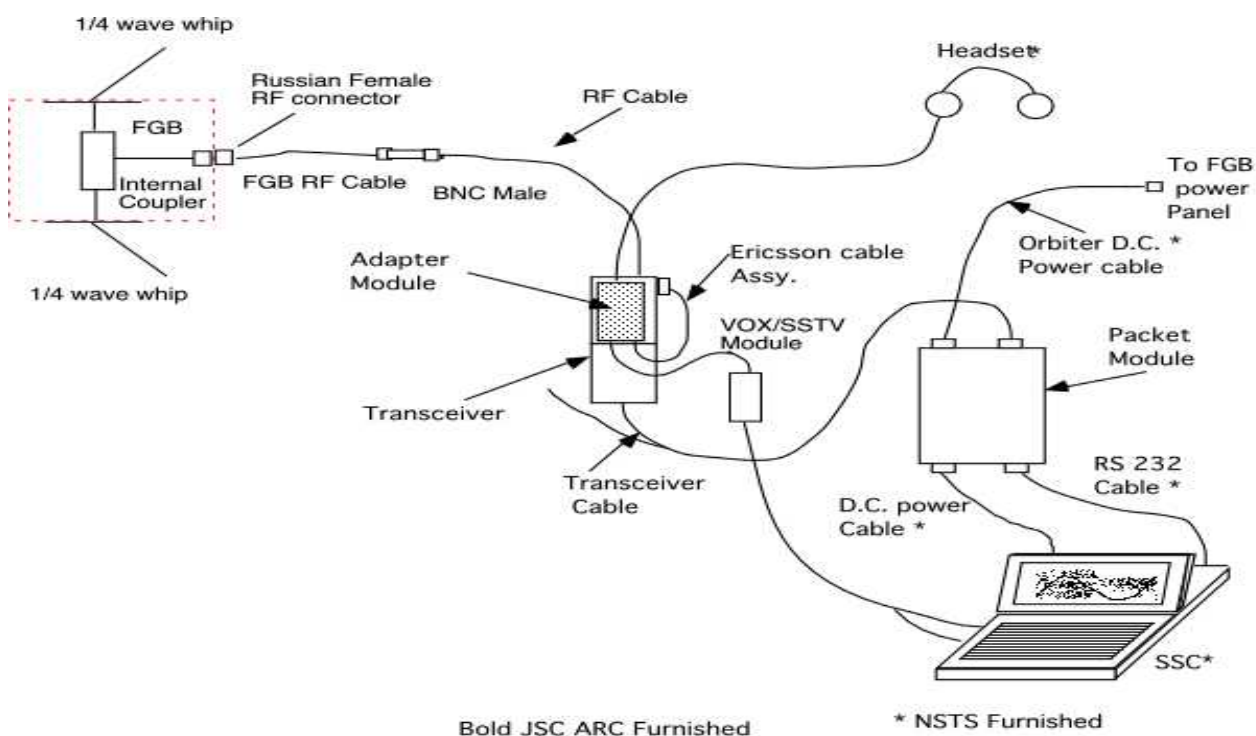 1/4 wave whip
Headset*
Russian Female
RF connector
RF Cable
FGB
To FGB
power
Panel
Internal
Coupler
FGB RF Cable
BNC Male
Orbiter D.C. *
Power cable
Adapter
Module
Ericsson cable
Assy.
1/4 wave whip
VOX/SSTV
Module
Packet
Module
Transceiver
Transceiver
Cable
RS 232
Cable *
D.C. power
Cable *
SSC*
Bold JSC ARC Furnished
* NSTS Furnished